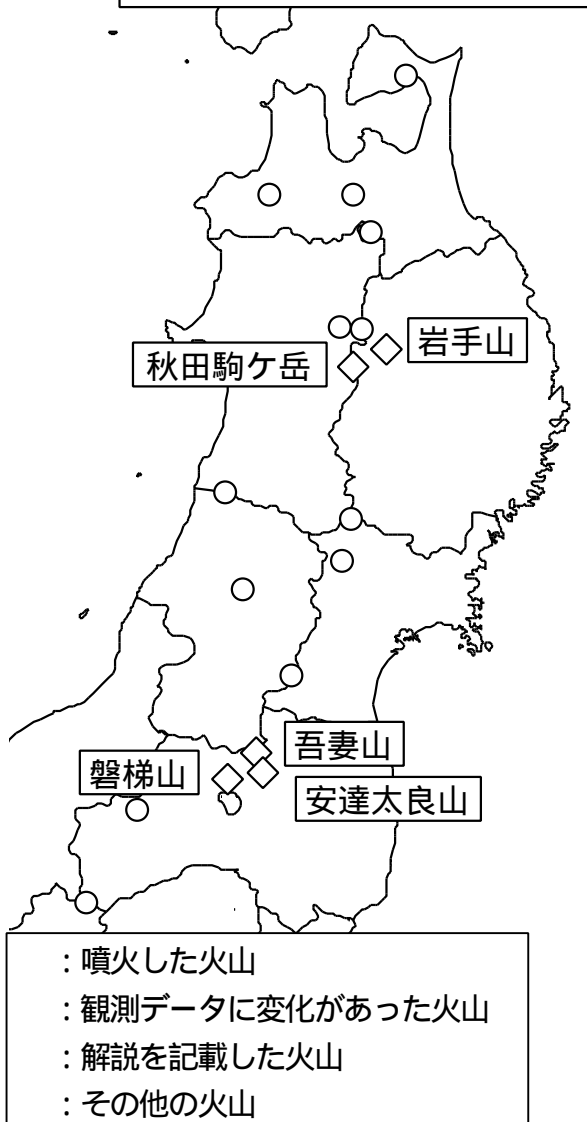 岩手山
秋田駒ケ岳
吾妻山
磐梯山
安達太良山
：噴火した火山
：観測データに変化があった火山
：解説を記載した火山
：その他の火山